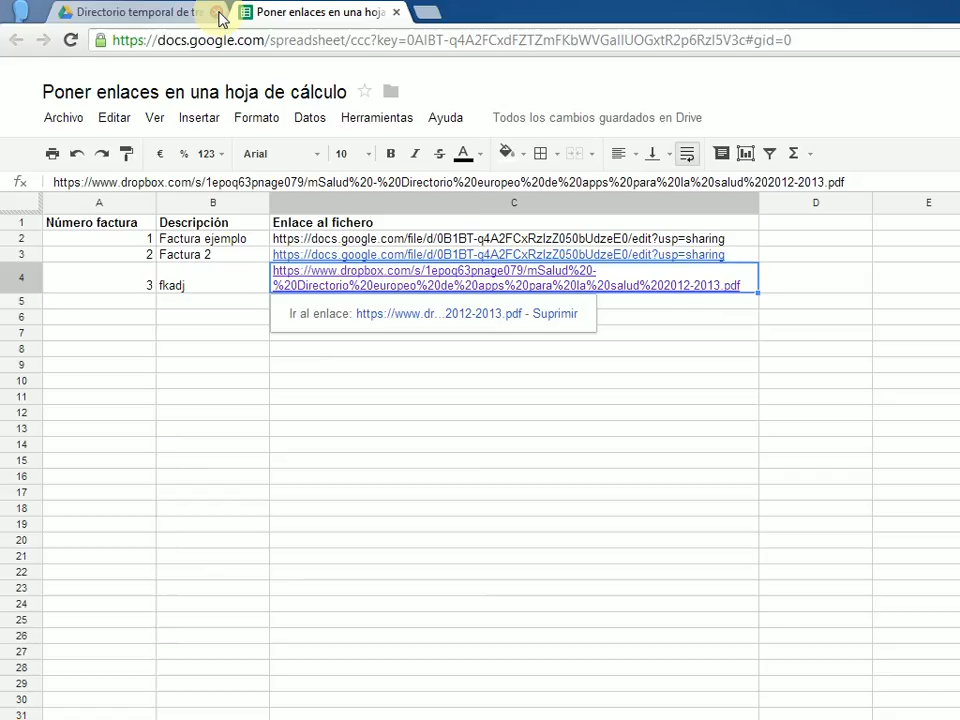 Directorio temporal de tr
Poner enlaces en una hoja
https://docs.google.com/spreadsheet/ccc?key=0AlBT-q4A2FCxdFZTZmFKbWVGallUOGxtR2p6RzI5V3c#gid=0
Poner enlaces en una hoja de cálculo
Archivo Editar Ver Insertar Formato Datos Herramientas Ayuda Todos los cambios guardados en Drive
€ % 123 Arial 10 B I S A Σ
fx https://www.dropbox.com/s/1epoq63pnage079/mSalud%20-%20Directorio%20europeo%20de%20apps%20para%20la%20salud%202012-2013.pdf
A B C D E
1 Número factura Descripción Enlace al fichero
2 1 Factura ejemplo https://docs.google.com/file/d/0B1BT-q4A2FCxRzlzZ050bUdzeE0/edit?usp=sharing
3 2 Factura 2 https://docs.google.com/file/d/0B1BT-q4A2FCxRzlzZ050bUdzeE0/edit?usp=sharing
4 3 fkadj https://www.dropbox.com/s/1epoq63pnage079/mSalud%20-
%20Directorio%20europeo%20de%20apps%20para%20la%20salud%202012-2013.pdf
5
Ir al enlace: https://www.dr...2012-2013.pdf - Suprimir
6
7
8
9
10
11
12
13
14
15
16
17
18
19
20
21
22
23
24
25
26
27
28
29
30
31